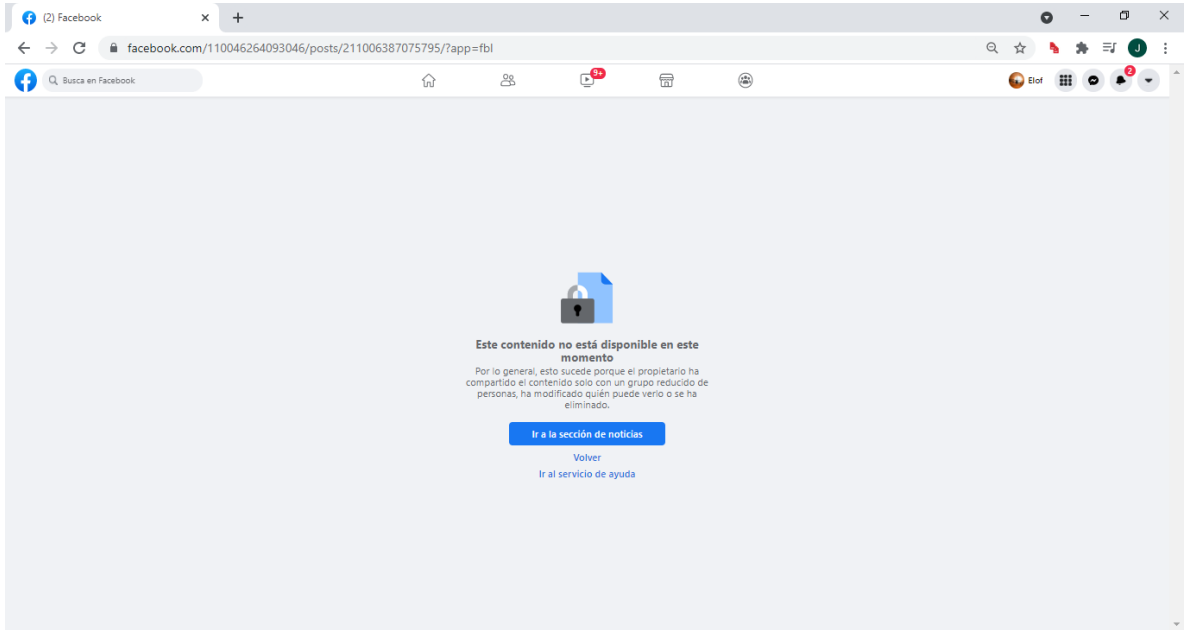 (2) Facebook
facebook.com/110046264093046/posts/211006387075795/?app=fbl
J
Busca en Facebook
9+
Elof
2
Este contenido no está disponible en este
momento
Por lo general, esto sucede porque el propietario ha
compartido el contenido solo con un grupo reducido de
personas, ha modificado quién puede verlo o se ha
eliminado.
Ir a la sección de noticias
Volver
Ir al servicio de ayuda